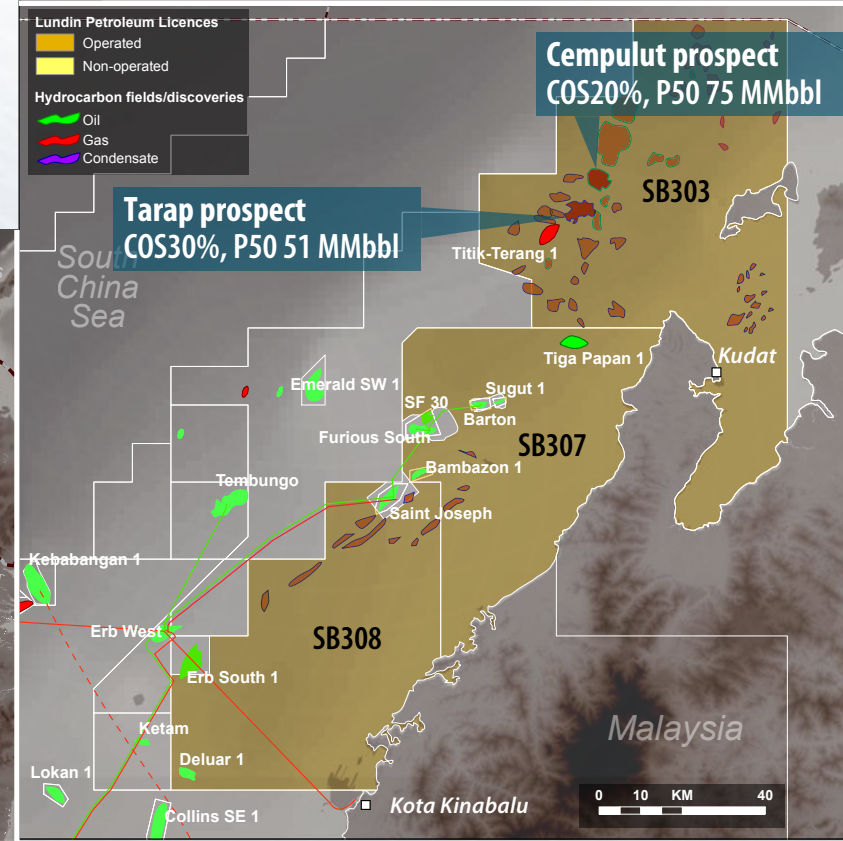 Lundin Petroleum Licences
Operated
Non-operated
Hydrocarbon fields/discoveries
Oil
Gas
Condensate
Cempulut prospect
COS20%, P50 75 MMbbl
SB303
Tarap prospect
COS30%, P50 51 MMbbl
Titik-Terang 1
South
China
Sea
Tiga Papan 1
Kudat
Emerald SW 1
Sugut 1
SF 30
Barton
Furious South
SB307
Bambazon 1
Tembungo
Saint Joseph
Kebabangan 1
Erb West
SB308
Erb South 1
Malaysia
Ketam
Deluar 1
Lokan 1
0 10 KM 40
Kota Kinabalu
Collins SE 1